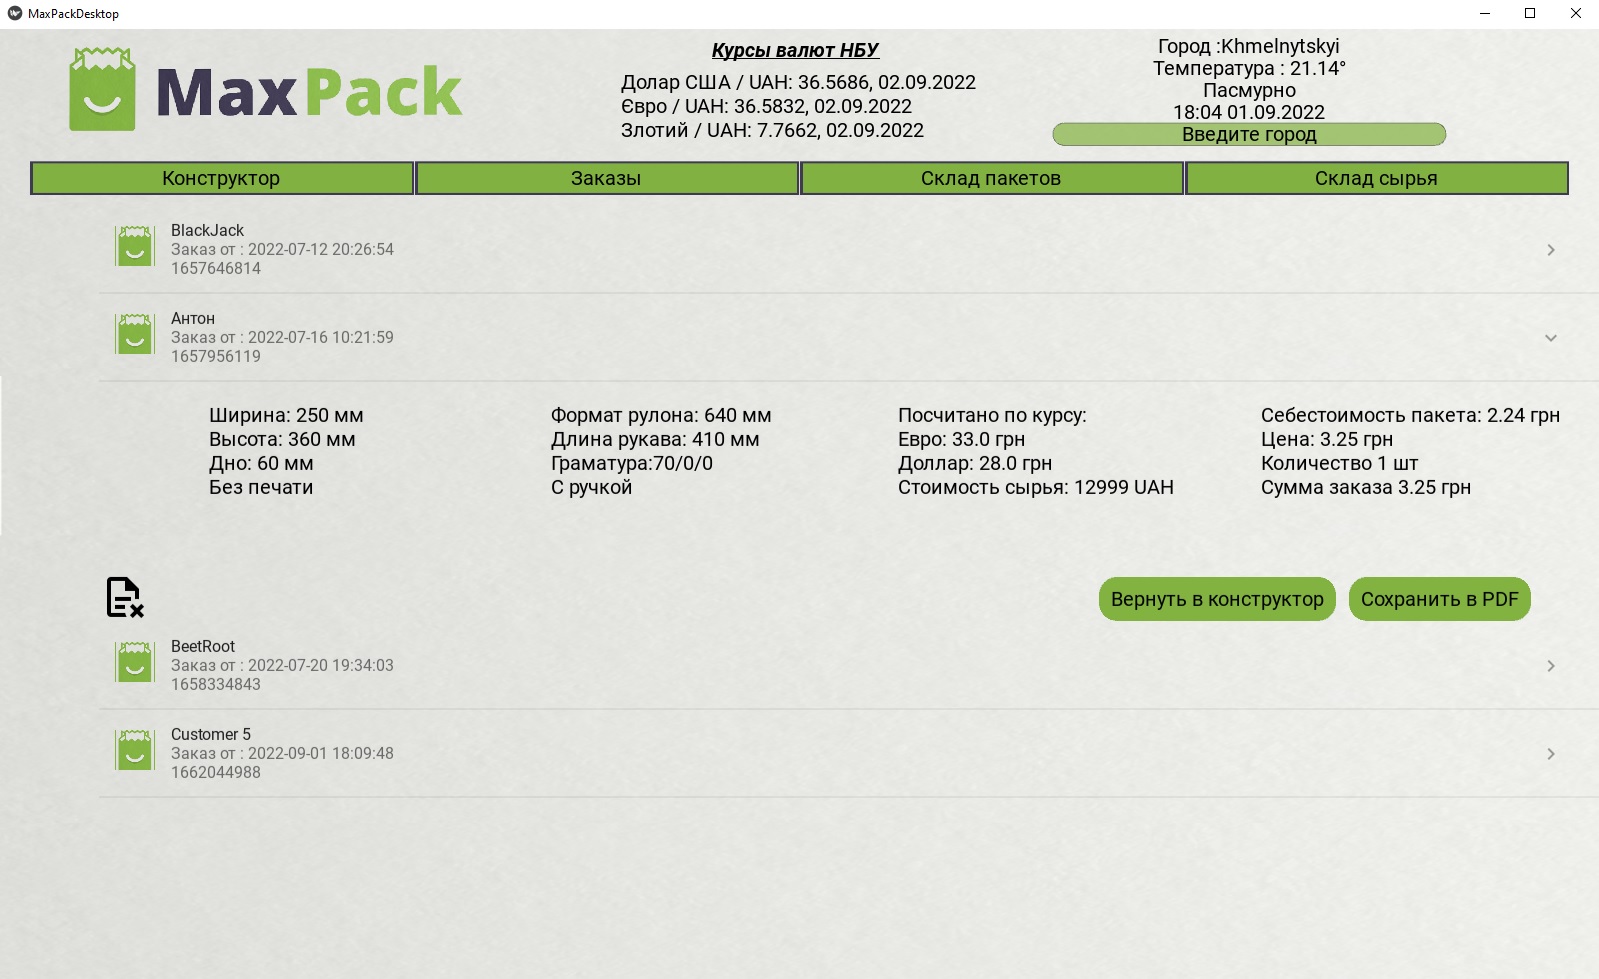 MaxPackDesktop
MaxPack
Курсы валют НБУ
Долар США / UAH: 36.5686, 02.09.2022
Євро / UAH: 36.5832, 02.09.2022
Злотий / UAH: 7.7662, 02.09.2022
Город :Khmelnytskyi
Температура : 21.14°
Пасмурно
18:04 01.09.2022
Введите город
Конструктор
Заказы
Склад пакетов
Склад сырья
BlackJack
Заказ от : 2022-07-12 20:26:54
1657646814
Антон
Заказ от : 2022-07-16 10:21:59
1657956119
Ширина: 250 мм
Высота: 360 мм
Дно: 60 мм
Без печати
Формат рулона: 640 мм
Длина рукава: 410 мм
Граматура:70/0/0
С ручкой
Посчитано по курсу:
Евро: 33.0 грн
Доллар: 28.0 грн
Стоимость сырья: 12999 UAH
Себестоимость пакета: 2.24 грн
Цена: 3.25 грн
Количество 1 шт
Сумма заказа 3.25 грн
Вернуть в конструктор
Сохранить в PDF
BeetRoot
Заказ от : 2022-07-20 19:34:03
1658334843
Customer 5
Заказ от : 2022-09-01 18:09:48
1662044988